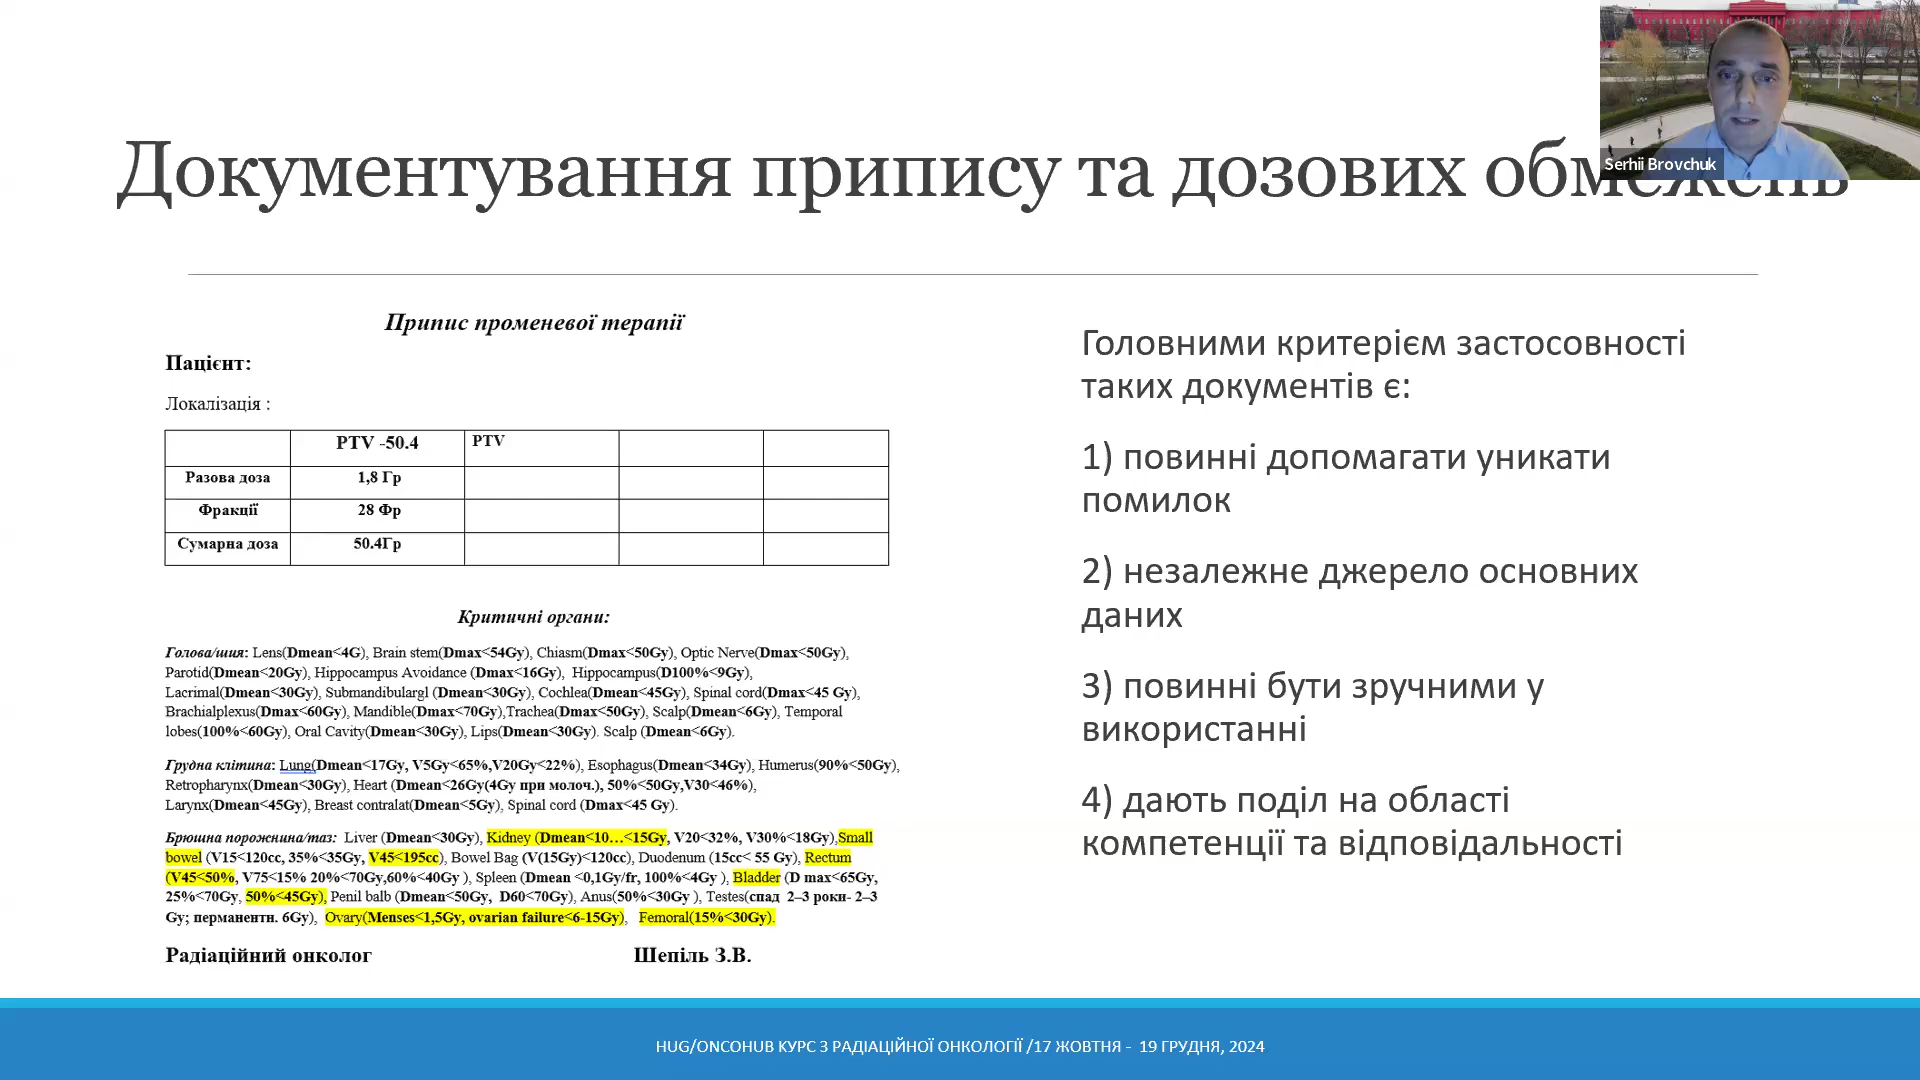 Serhii Brovchuk
Документування припису та дозових обмежень
Припис променевої терапії
Пацієнт:
Локалізація :
PTV -50.4 PTV
Разова доза 1,8 Гр
Фракції 28 Фр
Сумарна доза 50.4Гр
Критичні органи:
Голова/шия: Lens(Dmean<4G), Brain stem(Dmax<54Gy), Chiasm(Dmax<50Gy), Optic Nerve(Dmax<50Gy),
Parotid(Dmean<20Gy), Hippocampus Avoidance (Dmax<16Gy), Hippocampus(D100%<9Gy),
Lacrimal(Dmean<30Gy), Submandibulargl (Dmean<30Gy), Cochlea(Dmean<45Gy), Spinal cord(Dmax<45 Gy),
Brachialplexus(Dmax<60Gy), Mandible(Dmax<70Gy),Trachea(Dmax<50Gy), Scalp(Dmean<6Gy), Temporal
lobes(100%<60Gy), Oral Cavity(Dmean<30Gy), Lips(Dmean<30Gy). Scalp (Dmean<6Gy).
Грудна клітина: Lung(Dmean<17Gy, V5Gy<65%,V20Gy<22%), Esophagus(Dmean<34Gy), Humerus(90%<50Gy),
Retropharynx(Dmean<30Gy), Heart (Dmean<26Gy(4Gy при молоч.), 50%<50Gy,V30<46%),
Larynx(Dmean<45Gy), Breast contralat(Dmean<5Gy), Spinal cord (Dmax<45 Gy).
Брюшна порожнина/таз: Liver (Dmean<30Gy), Kidney (Dmean<10…<15Gy, V20<32%, V30%<18Gy),Small
bowel (V15<120cc, 35%<35Gy, V45<195cc), Bowel Bag (V(15Gy)<120cc), Duodenum (15cc< 55 Gy), Rectum
(V45<50%, V75<15% 20%<70Gy,60%<40Gy ), Spleen (Dmean <0,1Gy/fr, 100%<4Gy ), Bladder (D max<65Gy,
25%<70Gy, 50%<45Gy), Penil balb (Dmean<50Gy, D60<70Gy), Anus(50%<30Gy ), Testes(спад 2–3 роки- 2–3
Gy; перманентн. 6Gy), Ovary(Menses<1,5Gy, ovarian failure<6-15Gy), Femoral(15%<30Gy).
Радіаційний онколог Шепіль З.В.
Головними критерієм застосовності
таких документів є:
1) повинні допомагати уникати
помилок
2) незалежне джерело основних
даних
3) повинні бути зручними у
використанні
4) дають поділ на області
компетенції та відповідальності
HUG/ONCOHUB КУРС З РАДІАЦІЙНОЇ ОНКОЛОГІЇ /17 ЖОВТНЯ - 19 ГРУДНЯ, 2024